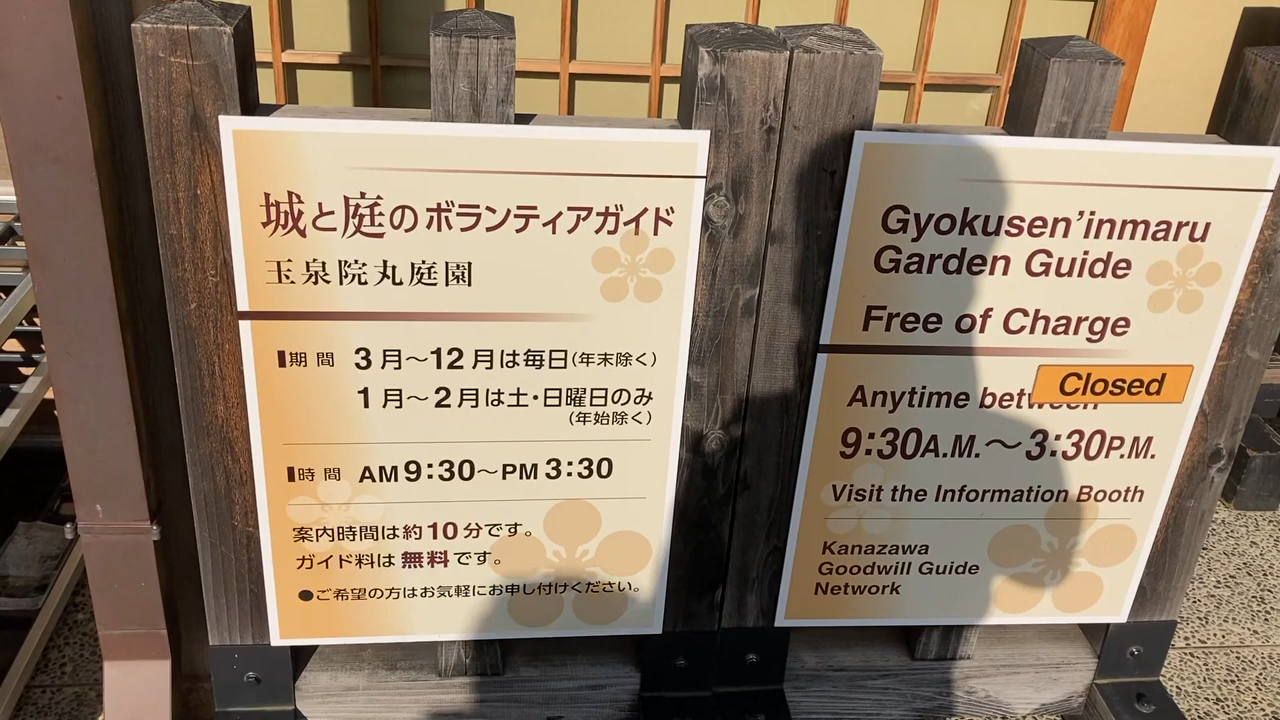 城と庭のボランティアガイド
玉泉院丸庭園
期間 3月～12月は毎日(年末除く)
1月～2月は土・日曜日のみ
(年始除く)
時間 AM9:30～PM3:30
案内時間は約10分です。
ガイド料は無料です。
●ご希望の方はお気軽にお申し付けください。
Gyokusen'inmaru
Garden Guide
Free of Charge
Closed
Anytime between
9:30A.M.～3:30P.M.
Visit the Information Booth
Kanazawa
Goodwill Guide
Network